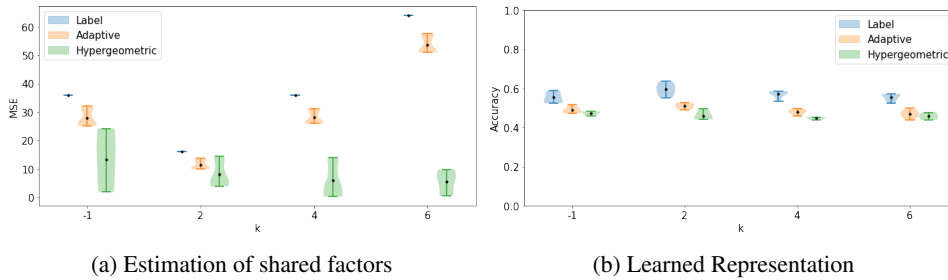 Label
Adaptive
Hypergeometric
60
50
40
30
20
10
0
MSE
-1 2 4 6
k
(a) Estimation of shared factors
Label
Adaptive
Hypergeometric
1.0
0.8
0.6
0.4
0.2
0.0
Accuracy
-1 2 4 6
k
(b) Learned Representation